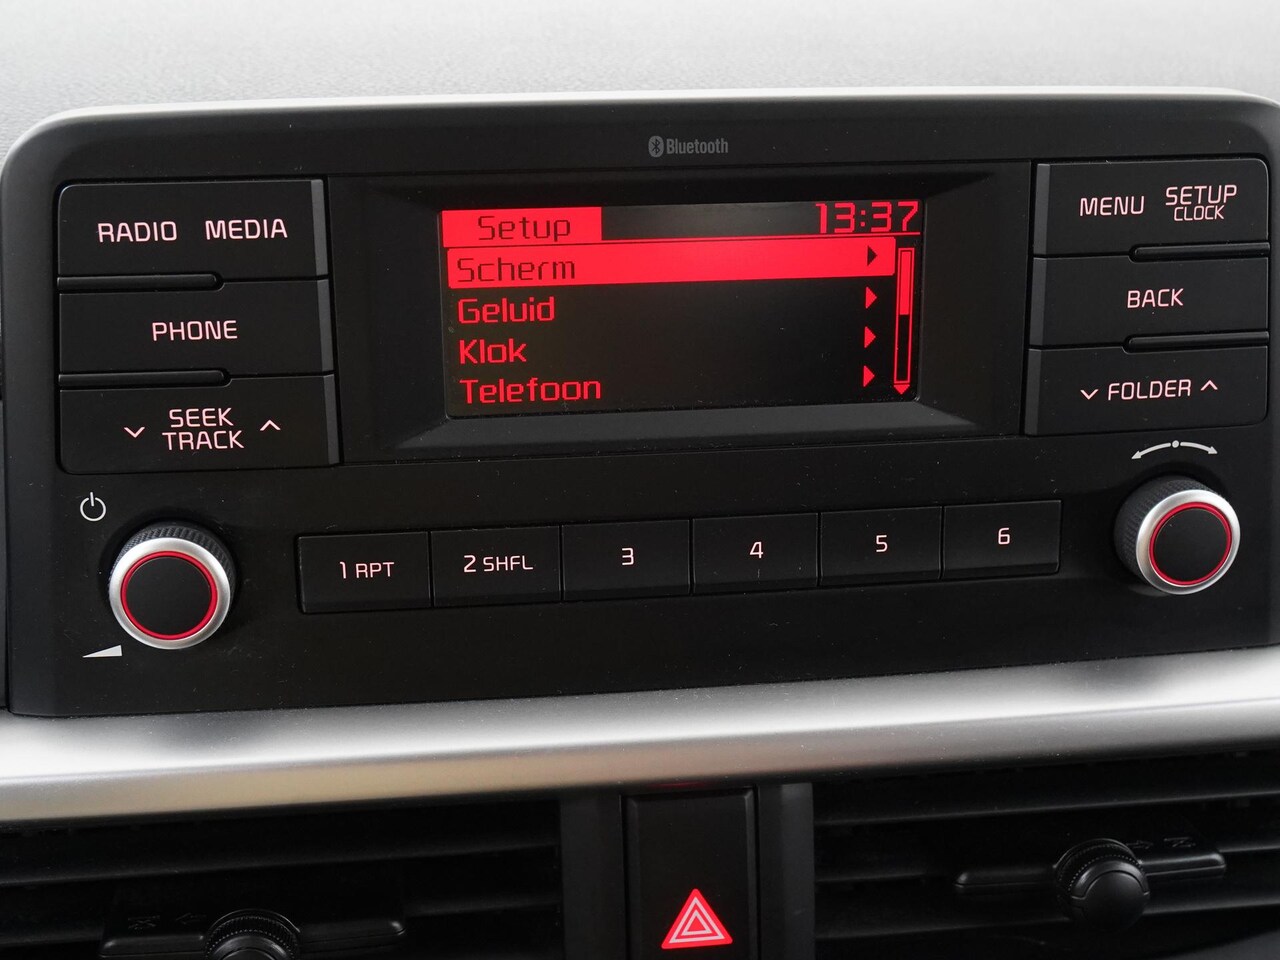 Bluetooth
RADIO MEDIA
PHONE
SEEK
TRACK
Setup 13:37
Scherm
Geluid
Klok
Telefoon
MENU SETUP
CLOCK
BACK
FOLDER
1 RPT 2 SHFL 3 4 5 6